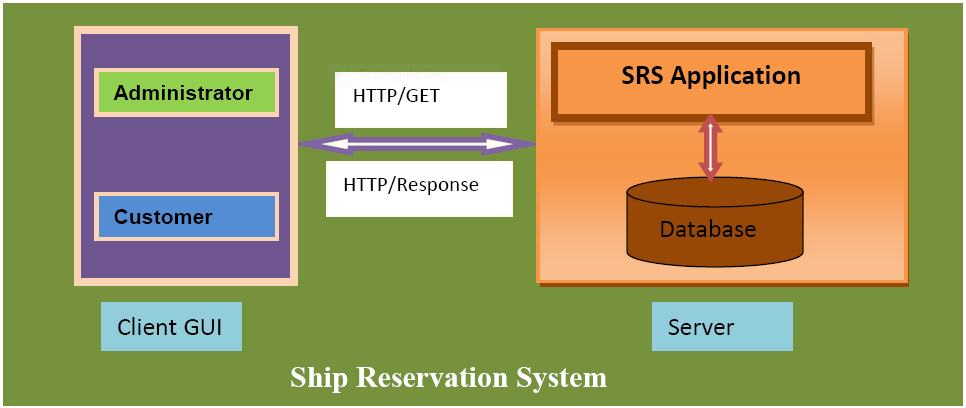 Administrator
Customer
HTTP/GET
HTTP/Response
SRS Application
Database
Client GUI
Server
Ship Reservation System